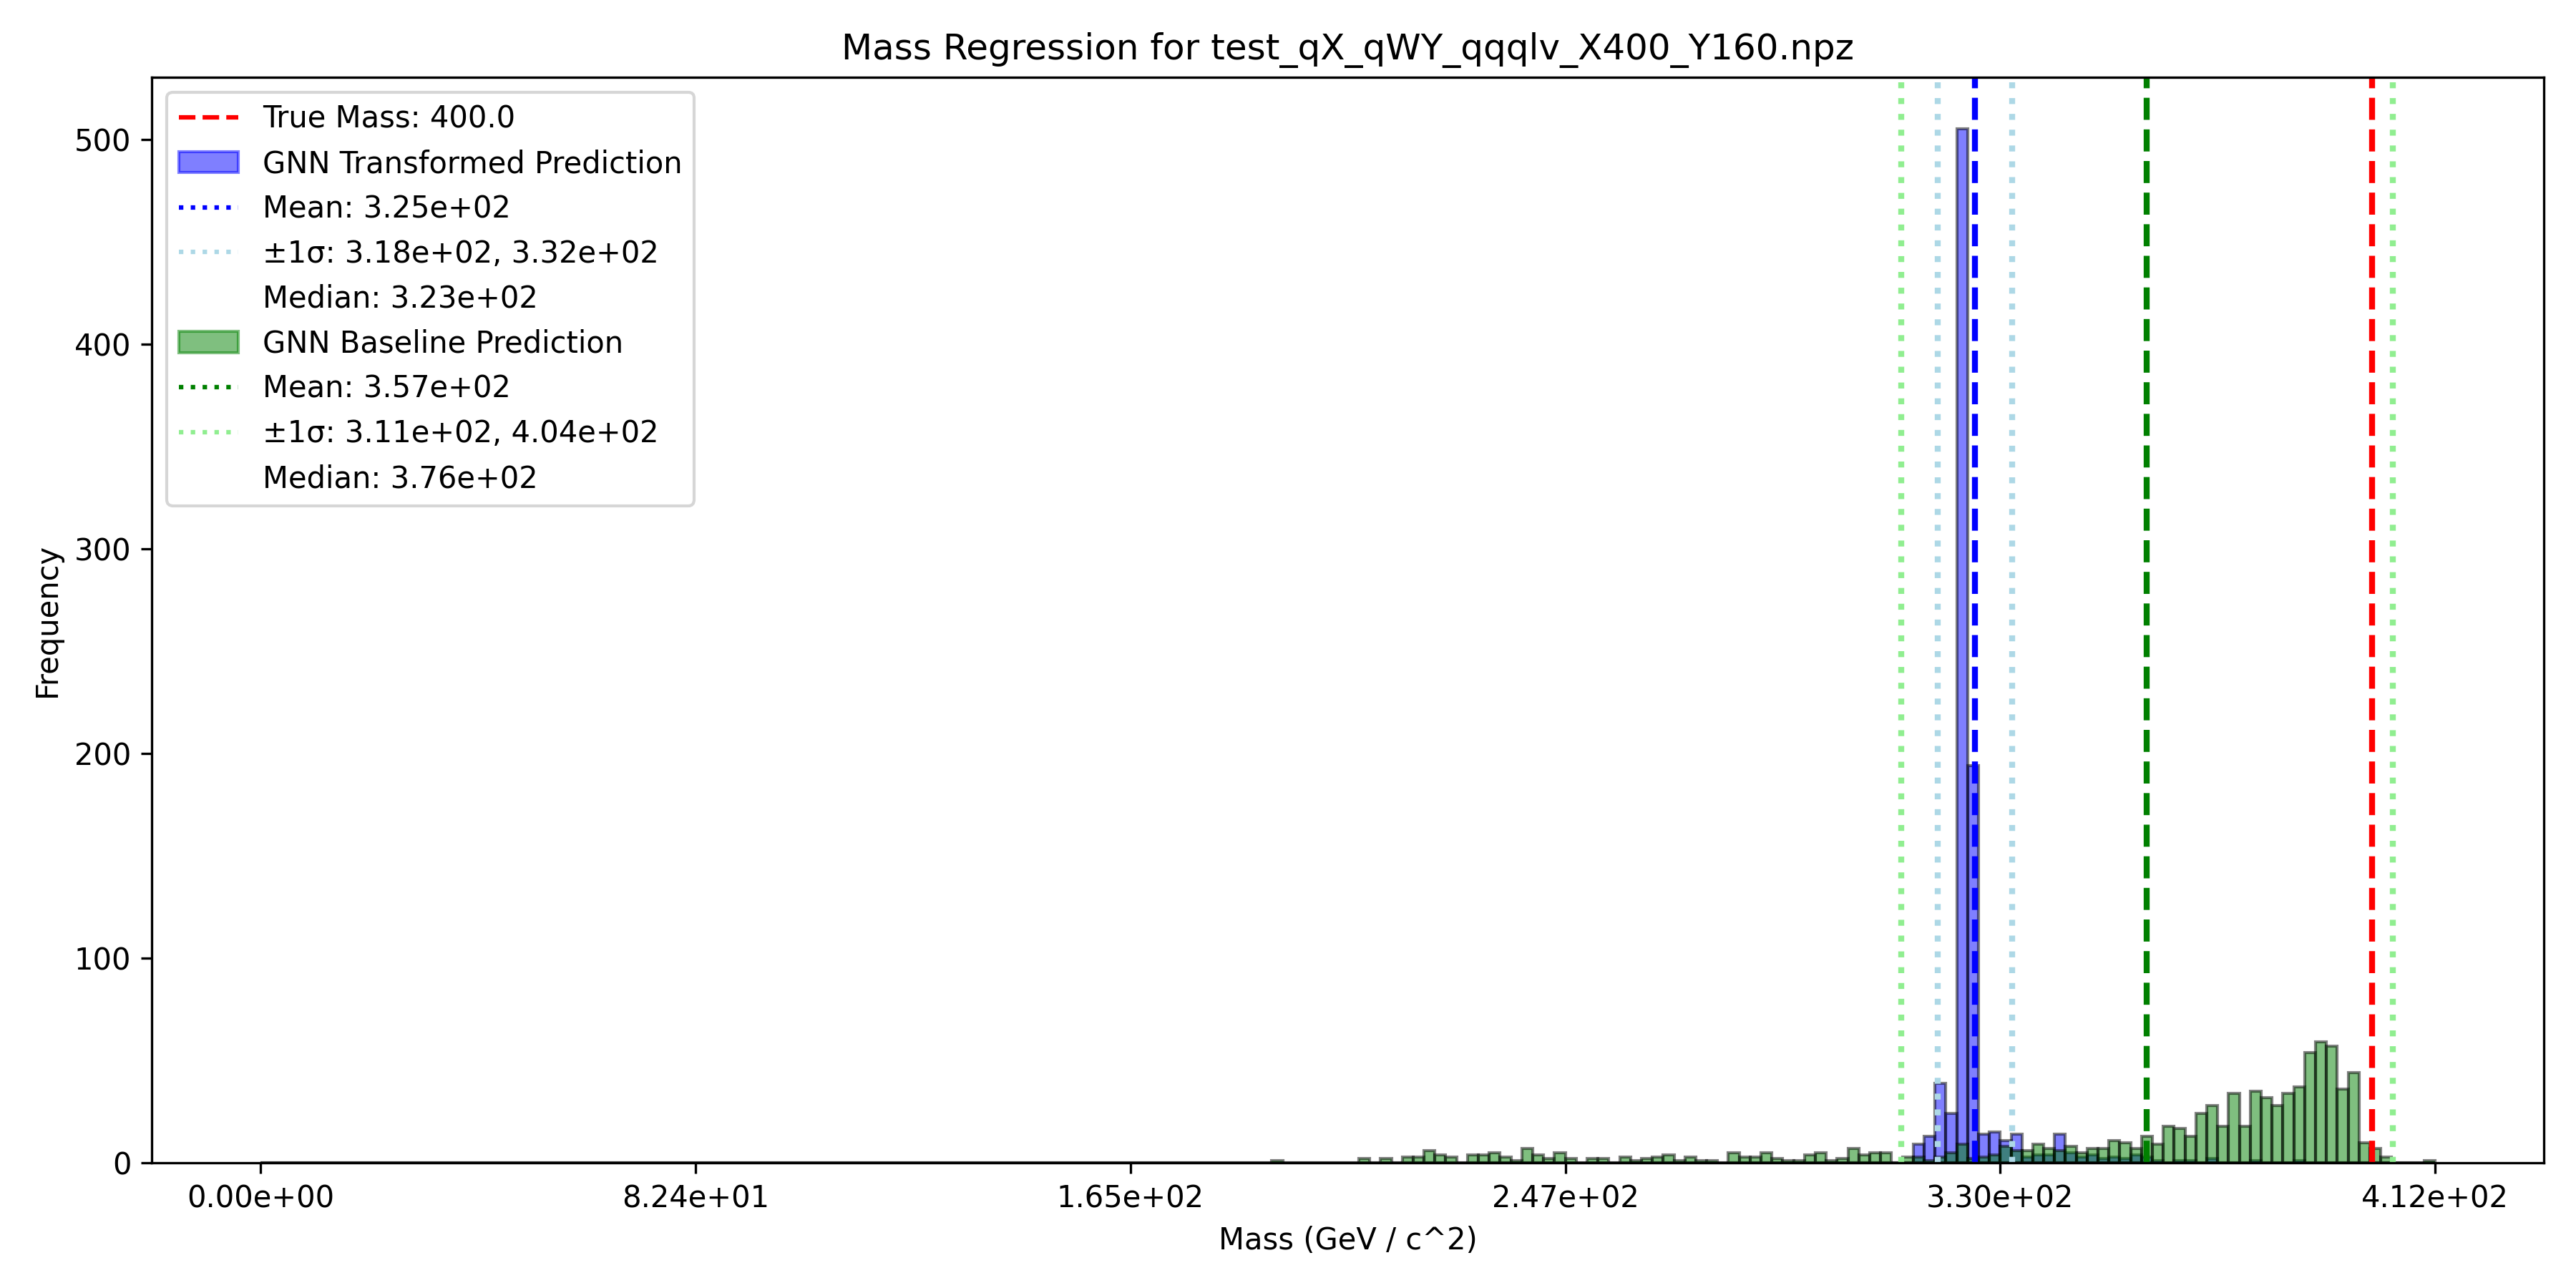 Mass Regression for test_qX_qWY_qqqlv_X400_Y160.npz
True Mass: 400.0
GNN Transformed Prediction
Mean: 3.25e+02
±1σ: 3.18e+02, 3.32e+02
Median: 3.23e+02
GNN Baseline Prediction
Mean: 3.57e+02
±1σ: 3.11e+02, 4.04e+02
Median: 3.76e+02
Frequency
500
400
300
200
100
0
0.00e+00
8.24e+01
1.65e+02
2.47e+02
3.30e+02
4.12e+02
Mass (GeV / c^2)